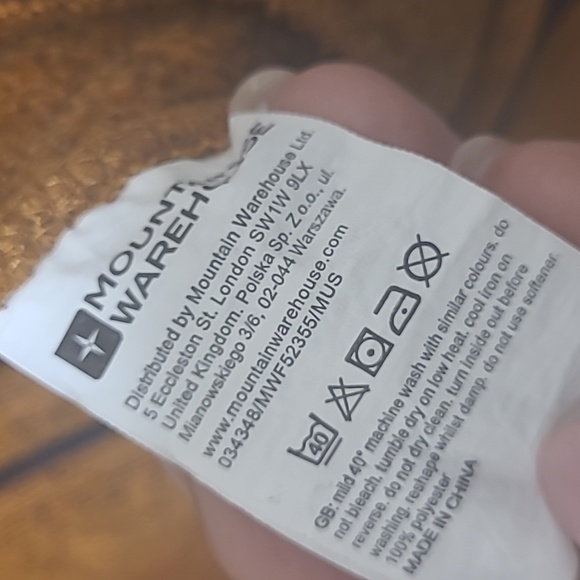 MOUNT
WAREHOUSE
Distributed by Mountain Warehouse Ltd.
5 Eccleston St. London SW1W 9LX
United Kingdom. Polska Sp. Z o.o., ul.
Mianowskiego 3/6, 02-044 Warszawa.
www.mountainwarehouse.com
034348/MWF52355/MUS
40
GB: mild 40° machine wash with similar colours. do
not bleach, tumble dry on low heat. cool iron on
reverse. do not dry clean. turn inside out before
washing. reshape whilst damp. do not use softener.
100% polyester
MADE IN CHINA